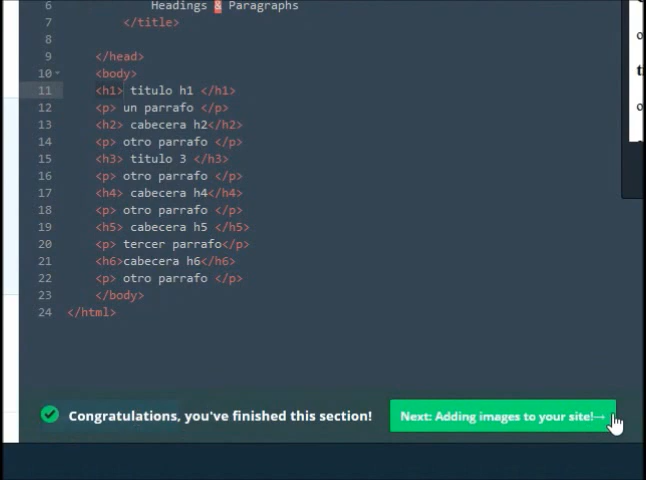 6 Headings & Paragraphs
7 </title>
8
9 </head>
10 <body>
11 <h1> titulo h1 </h1>
12 <p> un parrafo </p>
13 <h2> cabecera h2</h2>
14 <p> otro parrafo </p>
15 <h3> titulo 3 </h3>
16 <p> otro parrafo </p>
17 <h4> cabecera h4</h4>
18 <p> otro parrafo </p>
19 <h5> cabecera h5 </h5>
20 <p> tercer parrafo</p>
21 <h6>cabecera h6</h6>
22 <p> otro parrafo </p>
23 </body>
24 </html>
Congratulations, you've finished this section!
Next: Adding images to your site!→